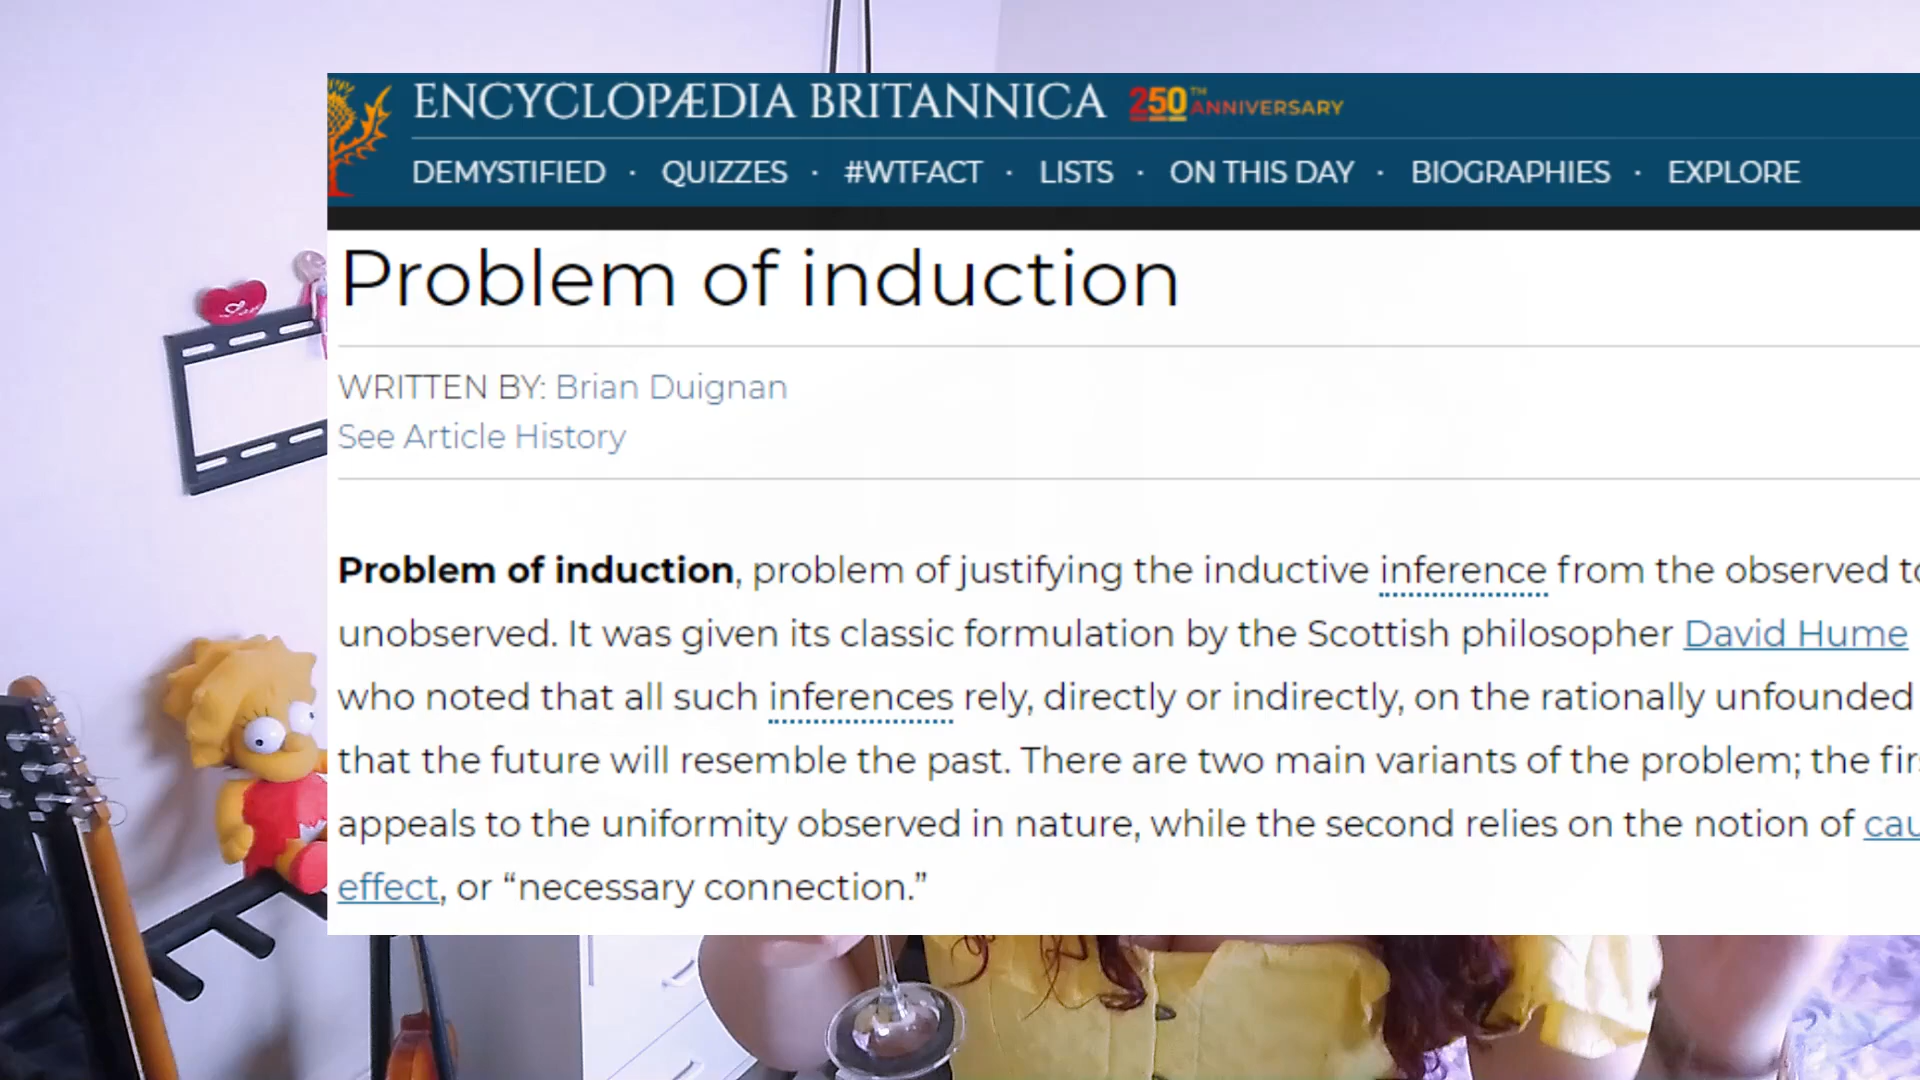 ENCYCLOPÆDIA BRITANNICA 250TH ANNIVERSARY
DEMYSTIFIED · QUIZZES · #WTFACT · LISTS · ON THIS DAY · BIOGRAPHIES · EXPLORE
Problem of induction
WRITTEN BY: Brian Duignan
See Article History
Problem of induction, problem of justifying the inductive inference from the observed
unobserved. It was given its classic formulation by the Scottish philosopher David Hume
who noted that all such inferences rely, directly or indirectly, on the rationally unfounded
that the future will resemble the past. There are two main variants of the problem; the
appeals to the uniformity observed in nature, while the second relies on the notion of
effect, or “necessary connection.”